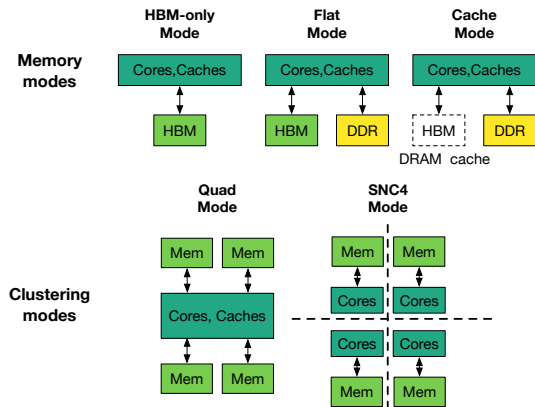 HBM-only
Mode
Flat
Mode
Cache
Mode
Memory
modes
Cores,Caches
Cores,Caches
Cores,Caches
HBM
HBM
DDR
HBM
DDR
DRAM cache
Quad
Mode
SNC4
Mode
Clustering
modes
Mem
Mem
Mem
Mem
Cores, Caches
Cores
Cores
Cores
Cores
Mem
Mem
Mem
Mem